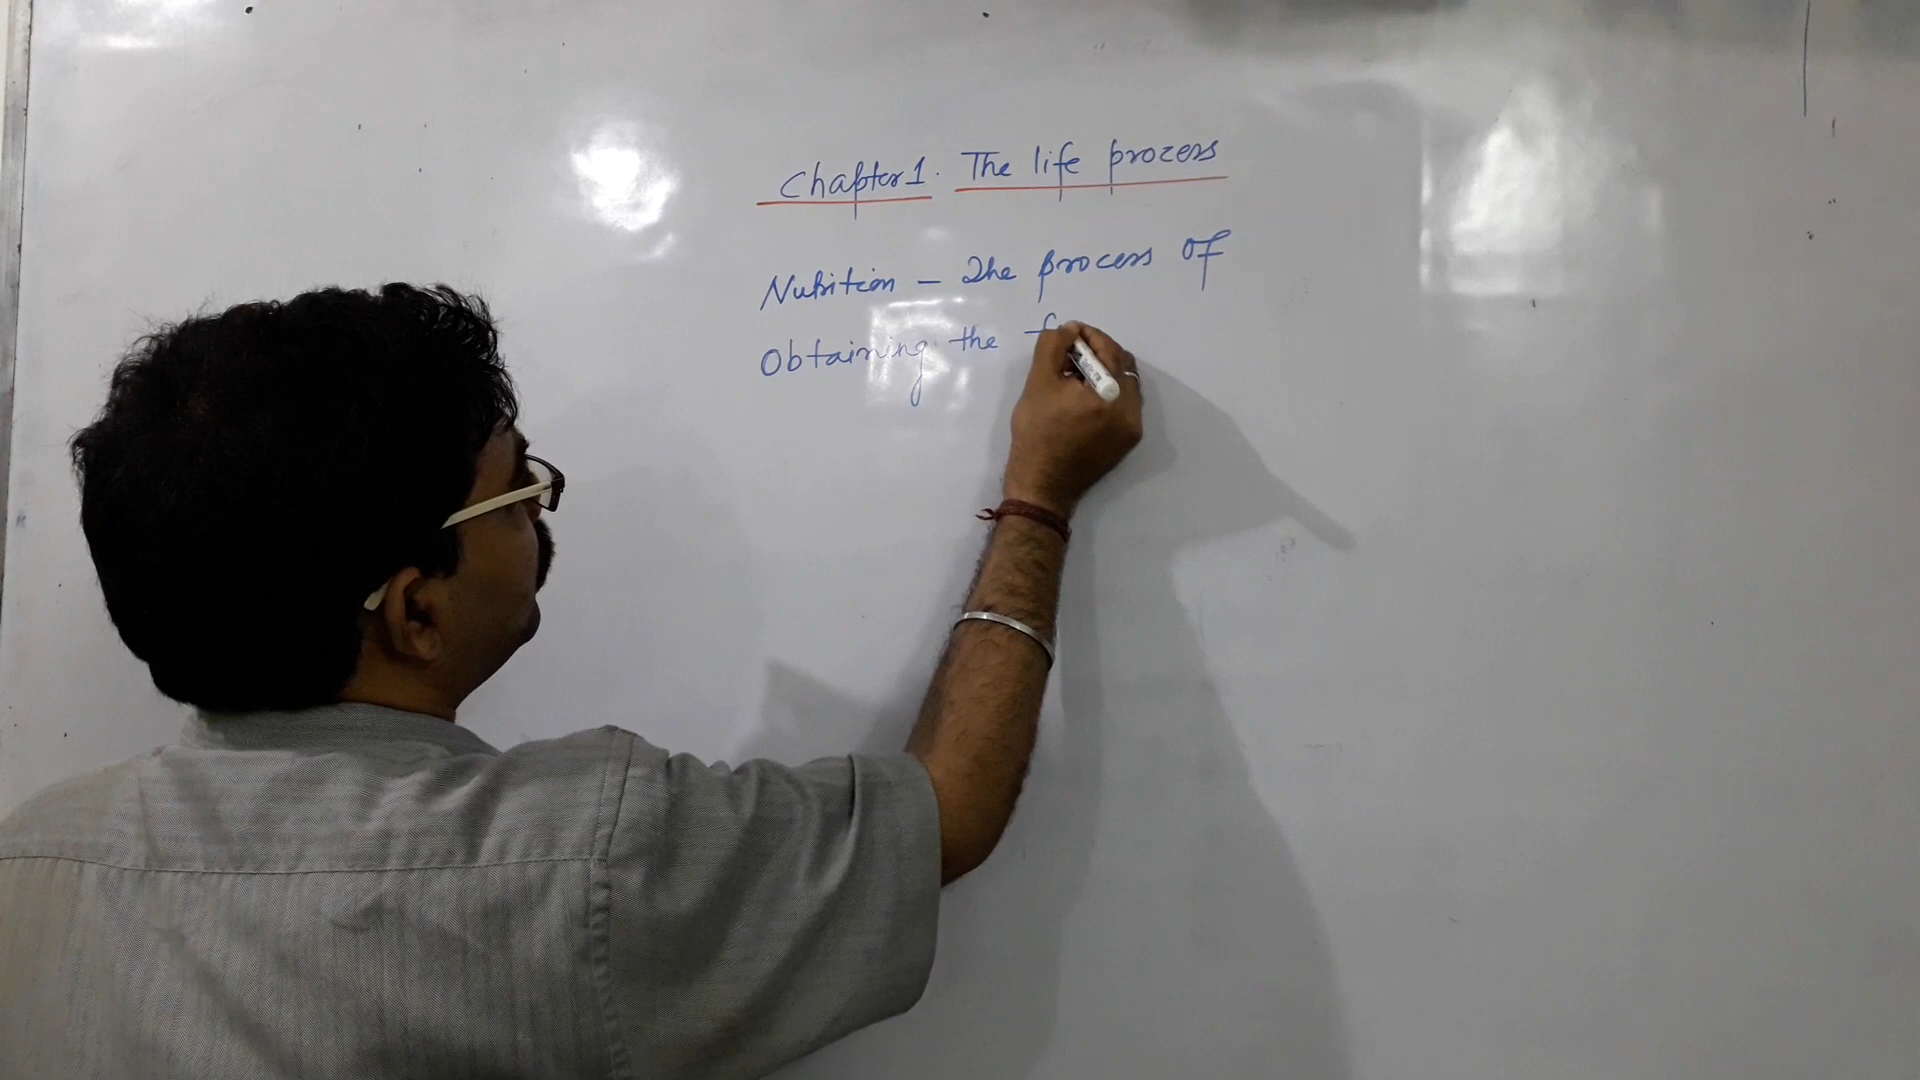 Chapter 1. The life process
Nutrition – The process of
Obtaining the f